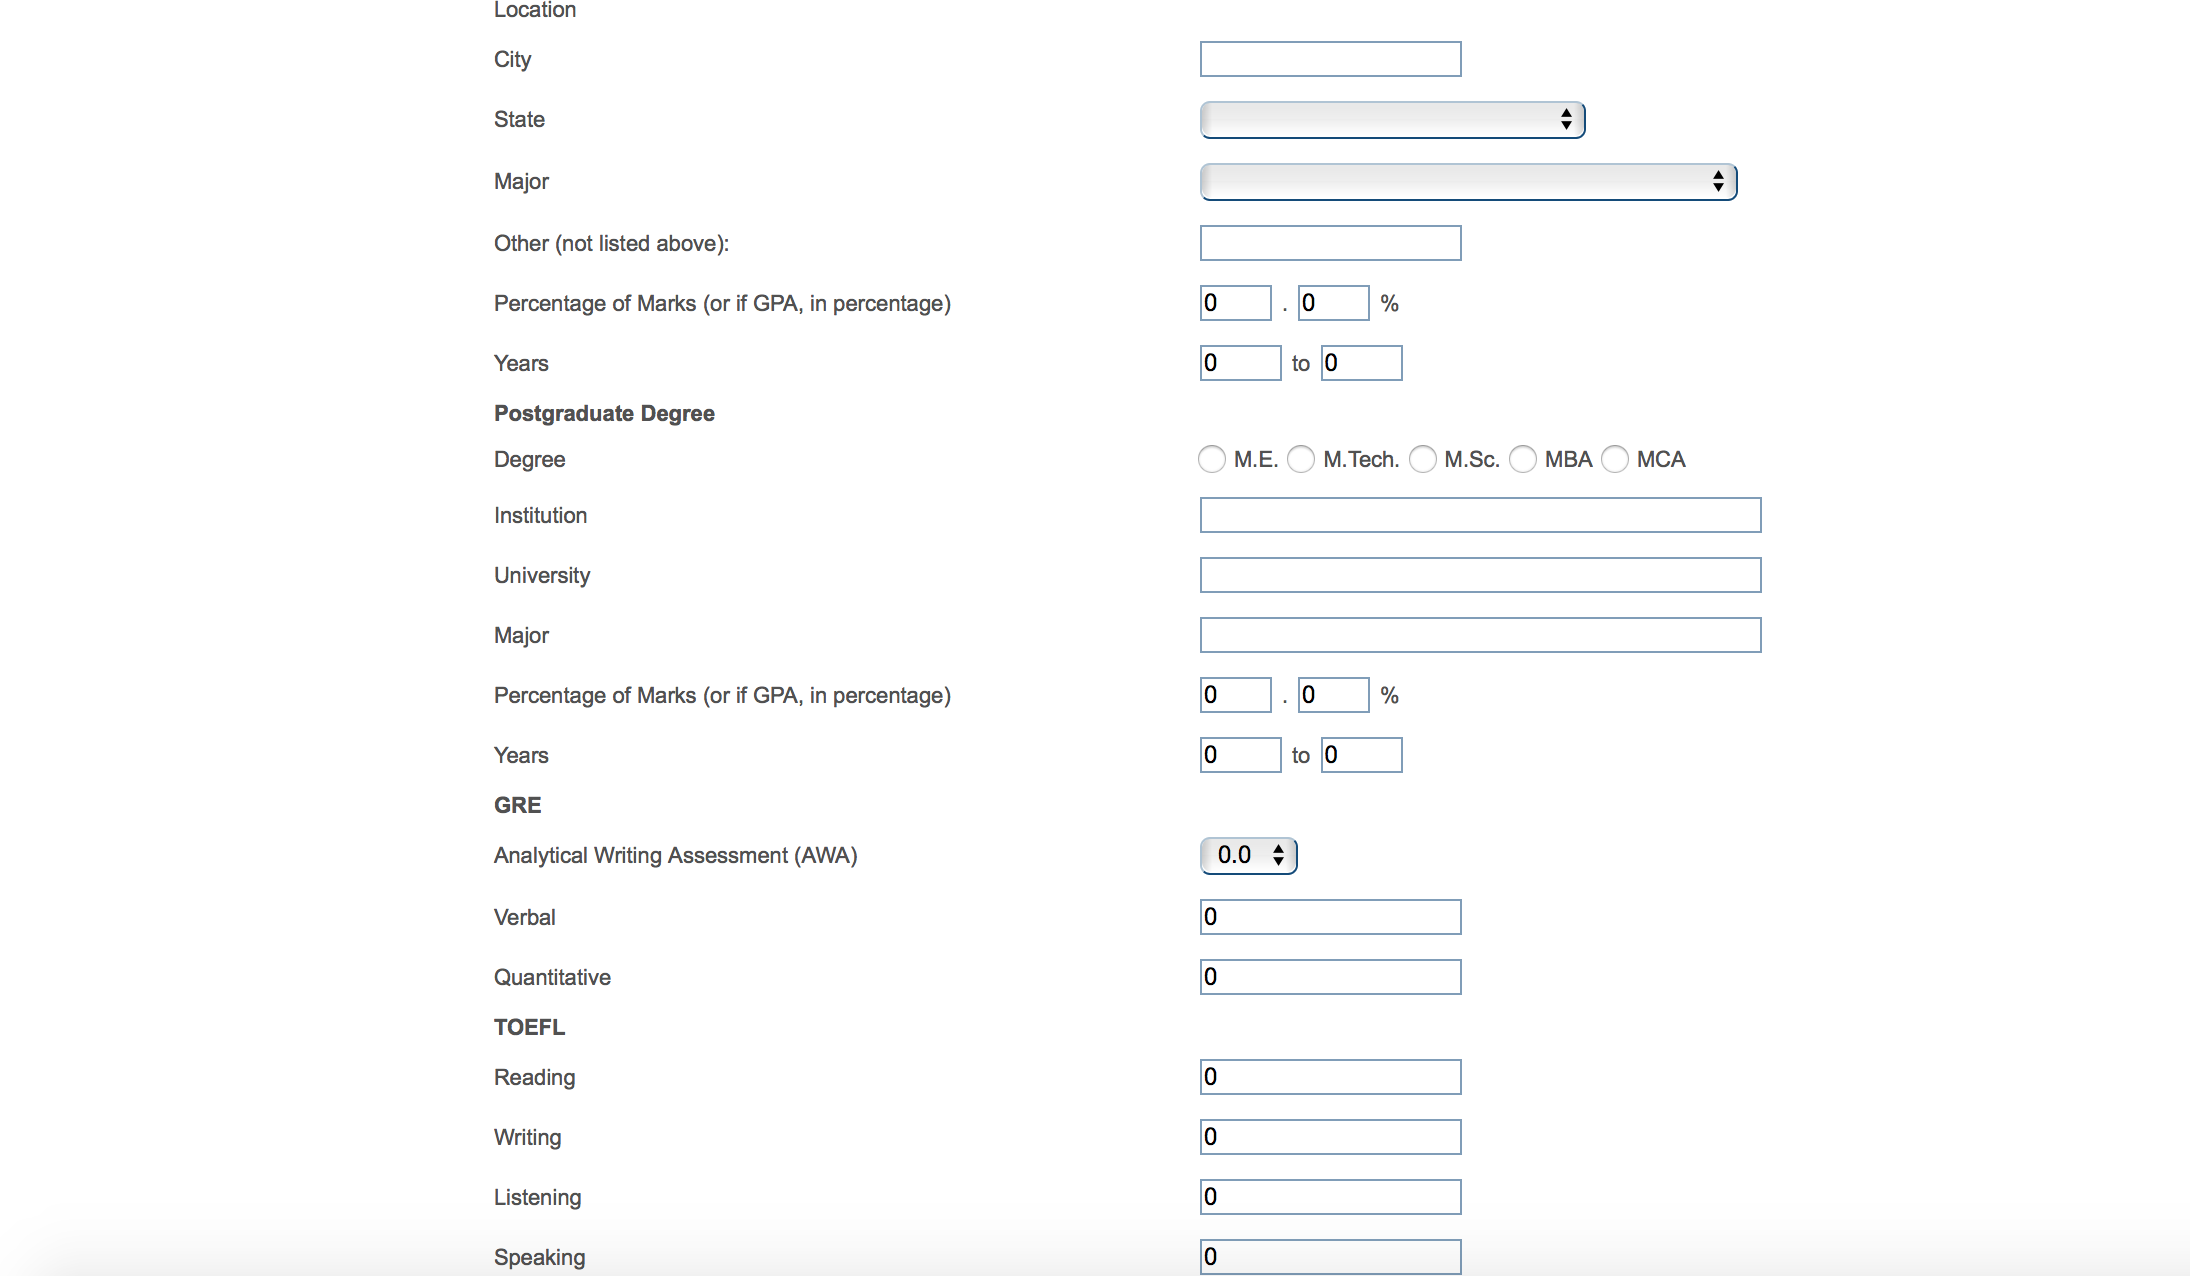 Location
City
State
Major
Other (not listed above):
Percentage of Marks (or if GPA, in percentage) 0 . 0 %
Years 0 to 0
Postgraduate Degree
Degree M.E. M.Tech. M.Sc. MBA MCA
Institution
University
Major
Percentage of Marks (or if GPA, in percentage) 0 . 0 %
Years 0 to 0
GRE
Analytical Writing Assessment (AWA) 0.0
Verbal 0
Quantitative 0
TOEFL
Reading 0
Writing 0
Listening 0
Speaking 0